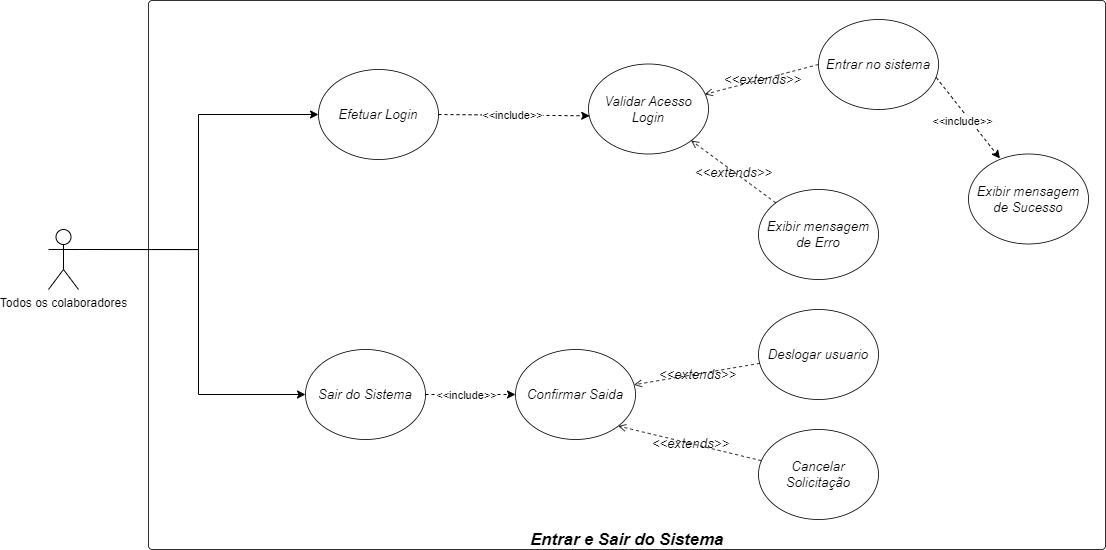 Entrar no sistema
<<extends>>
Validar Acesso
Login
Efetuar Login
<<include>>
<<include>>
<<extends>>
Exibir mensagem
de Sucesso
Exibir mensagem
de Erro
Todos os colaboradores
Deslogar usuario
<<extends>>
Sair do Sistema
<<include>>
Confirmar Saida
<<extends>>
Cancelar
Solicitação
Entrar e Sair do Sistema